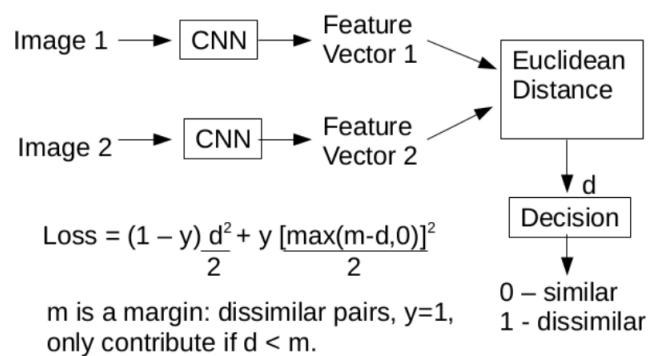 Image 1
CNN
Feature
Vector 1
Euclidean
Distance
Image 2
CNN
Feature
Vector 2
d
Decision
0 – similar
1 - dissimilar
Loss = (1 – y) d² + y [max(m-d,0)]²
2 2
m is a margin: dissimilar pairs, y=1,
only contribute if d < m.